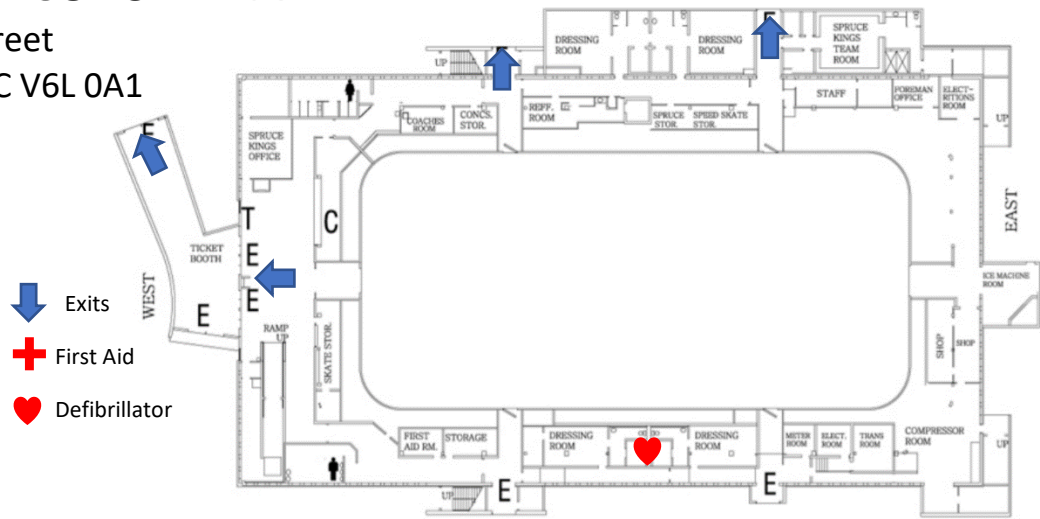 reet
C V6L 0A1
E
E
UP
DRESSING
ROOM
DRESSING
ROOM
SPRUCE
KINGS
TEAM
ROOM
STAFF
FOREMAN
OFFICE
ELECT-
RITIONS
ROOM
UP
COACHES
ROOM
CONCS.
STOR.
REFF.
ROOM
SPRUCE
STOR.
SPEED SKATE
STOR.
E
SPRUCE
KINGS
OFFICE
T
C
E
E
TICKET
BOOTH
WEST
E
EAST
ICE MACHINE
ROOM
Exits
First Aid
Defibrillator
RAMP
UP
SKATE STOR.
SHOP
SHOP
FIRST
AID RM.
STORAGE
DRESSING
ROOM
DRESSING
ROOM
METER
ROOM
ELECT.
ROOM
TRANS
ROOM
COMPRESSOR
ROOM
UP
UP
E
E